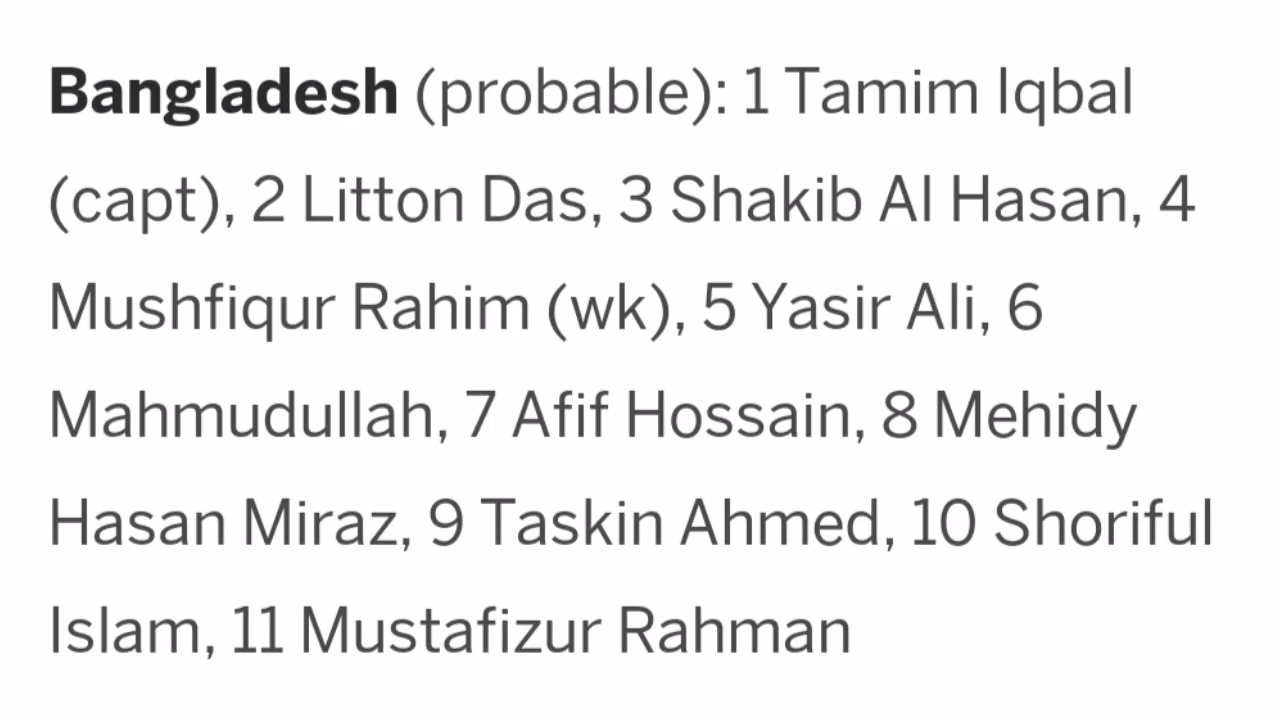 Bangladesh (probable): 1 Tamim Iqbal
(capt), 2 Litton Das, 3 Shakib Al Hasan, 4
Mushfiqur Rahim (wk), 5 Yasir Ali, 6
Mahmudullah, 7 Afif Hossain, 8 Mehidy
Hasan Miraz, 9 Taskin Ahmed, 10 Shoriful
Islam, 11 Mustafizur Rahman